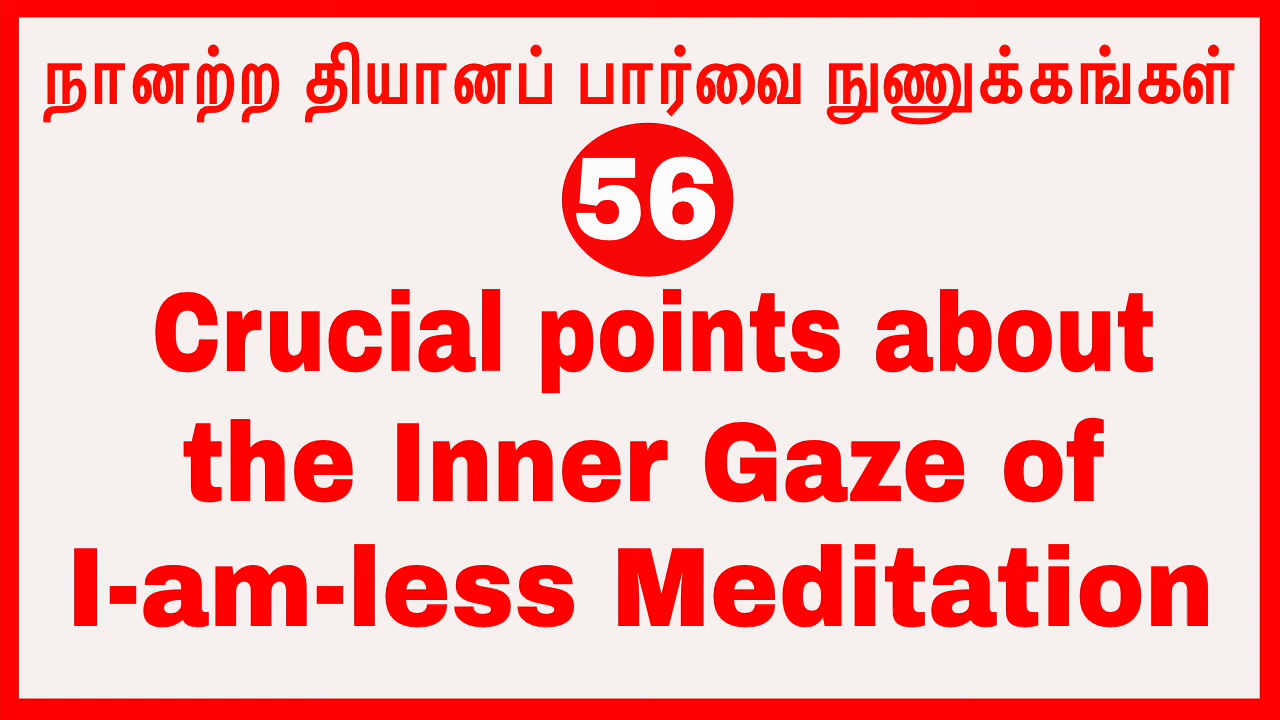 நானற்ற தியானப் பார்வை நுணுக்கங்கள்
56
Crucial points about
the Inner Gaze of
I-am-less Meditation